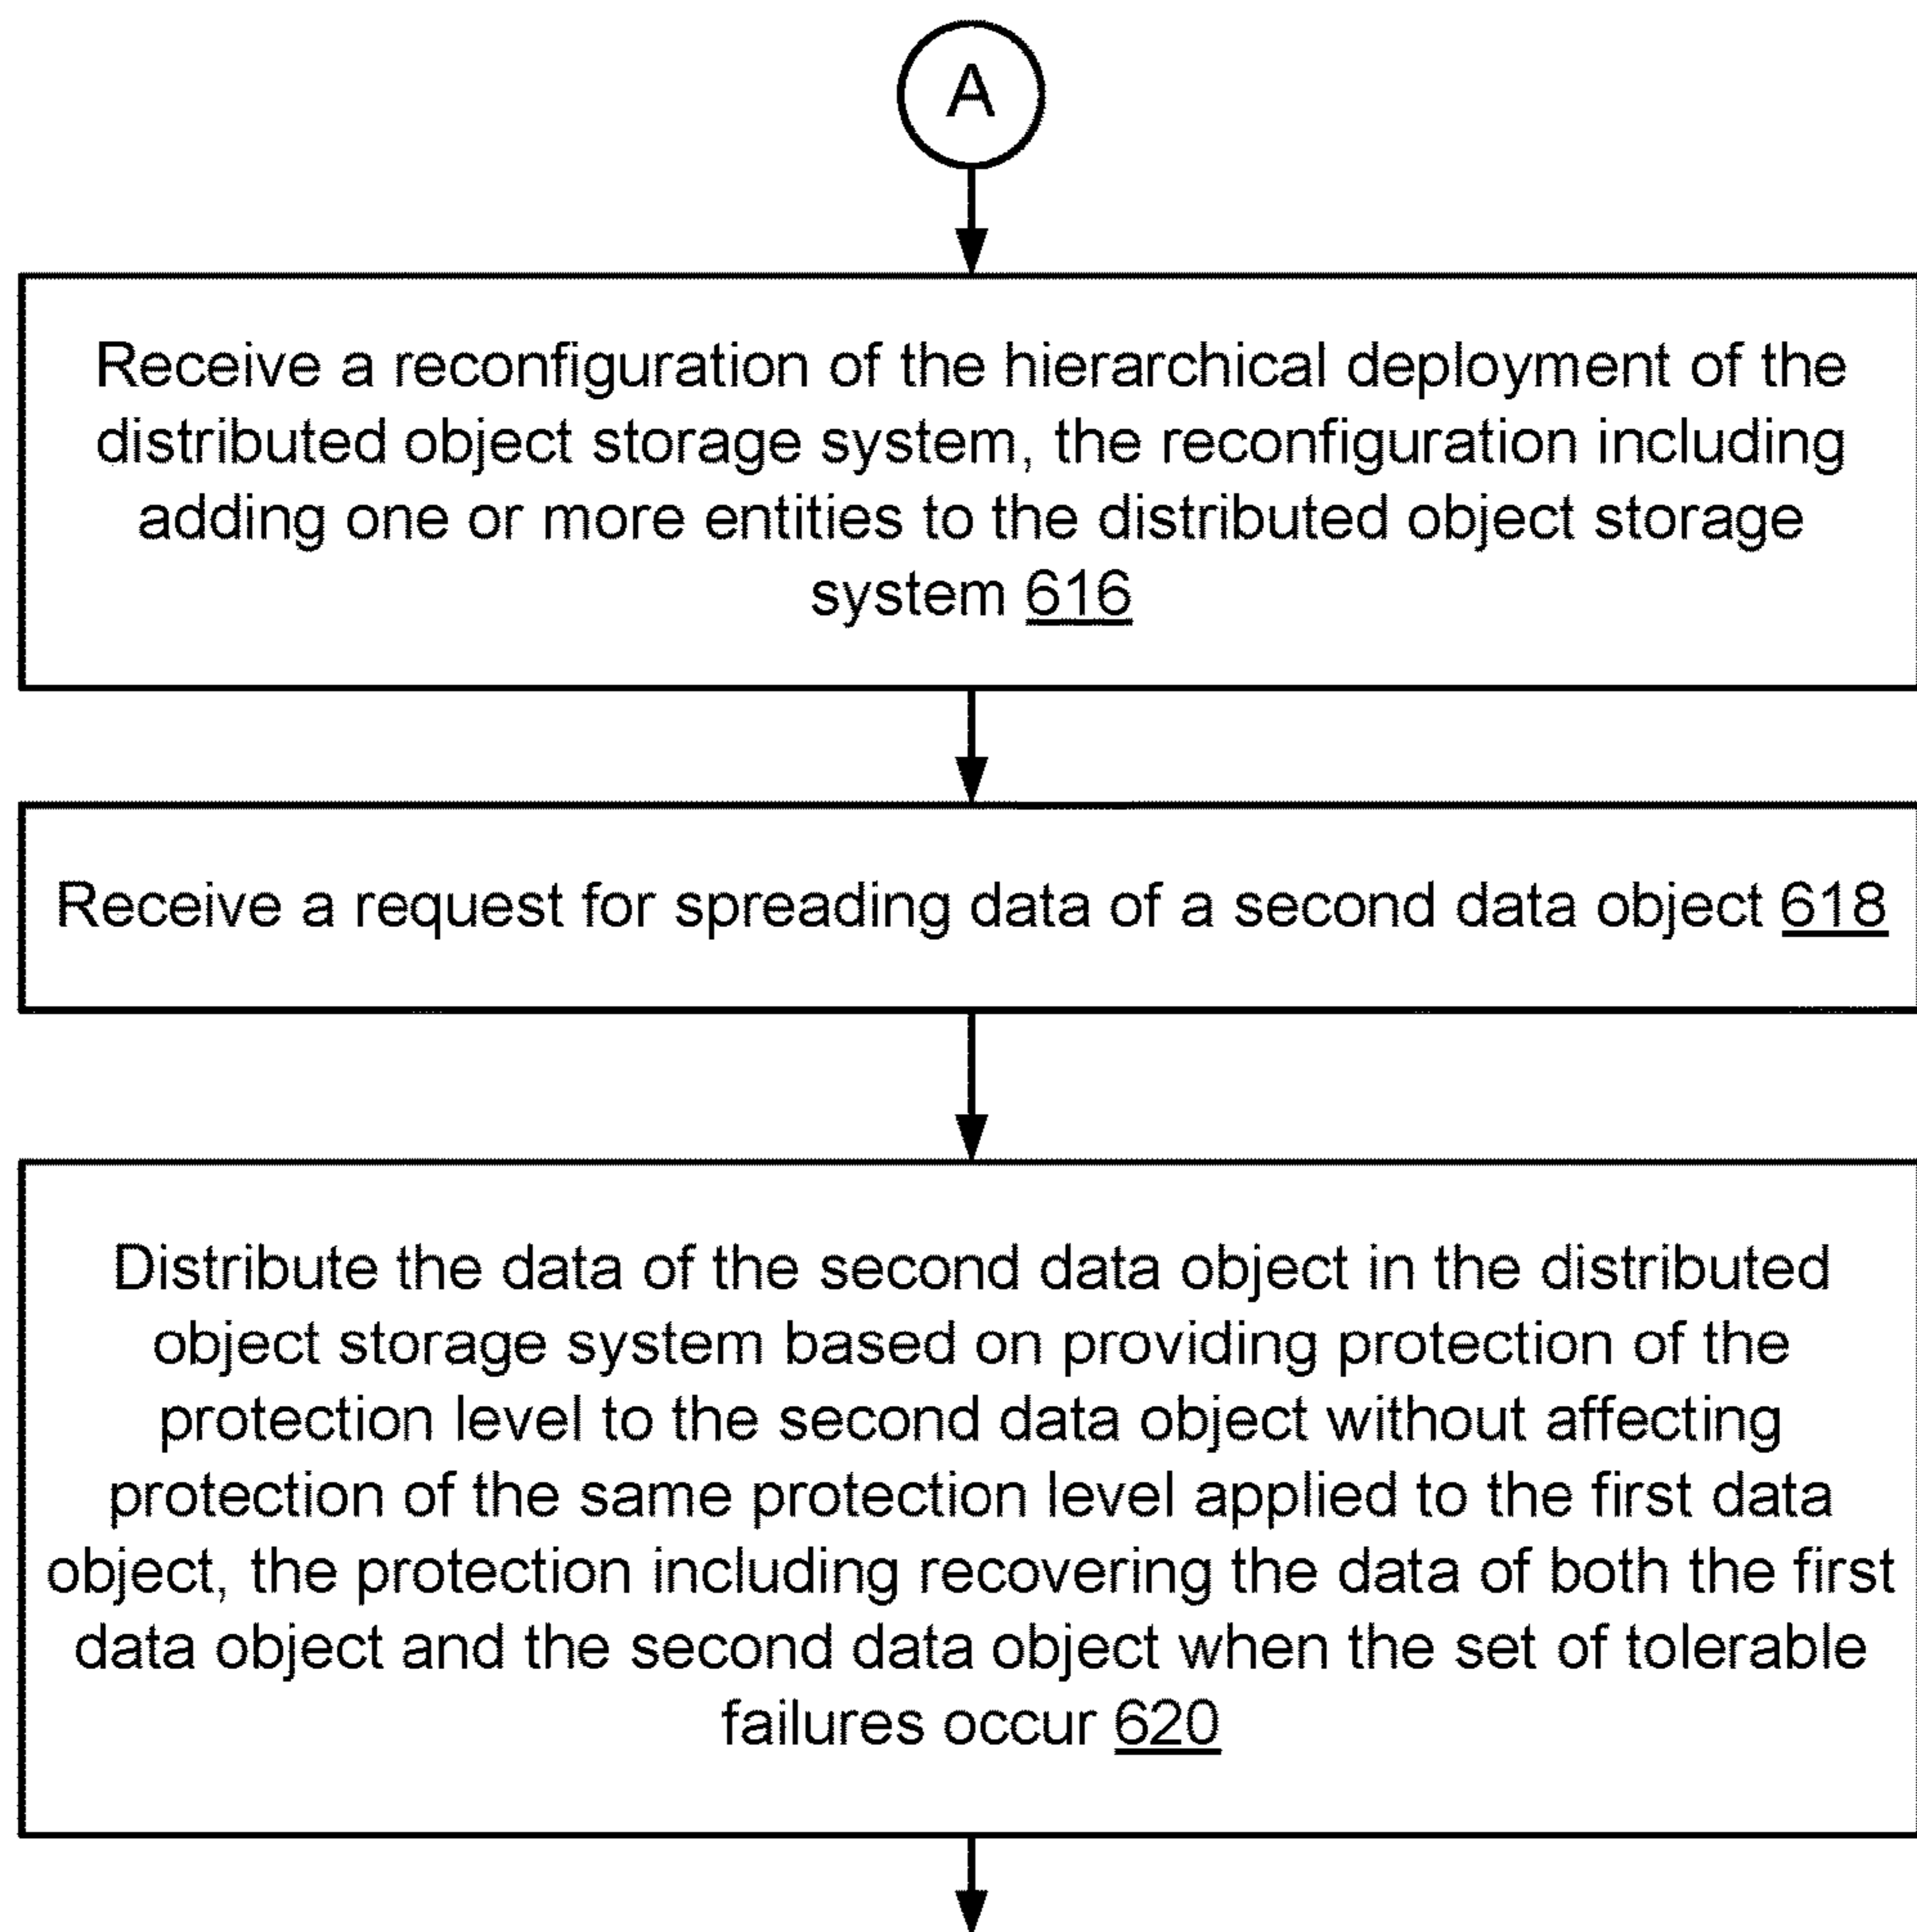 A
Receive a reconfiguration of the hierarchical deployment of the
distributed object storage system, the reconfiguration including
adding one or more entities to the distributed object storage
system 616
Receive a request for spreading data of a second data object 618
Distribute the data of the second data object in the distributed
object storage system based on providing protection of the
protection level to the second data object without affecting
protection of the same protection level applied to the first data
object, the protection including recovering the data of both the first
data object and the second data object when the set of tolerable
failures occur 620